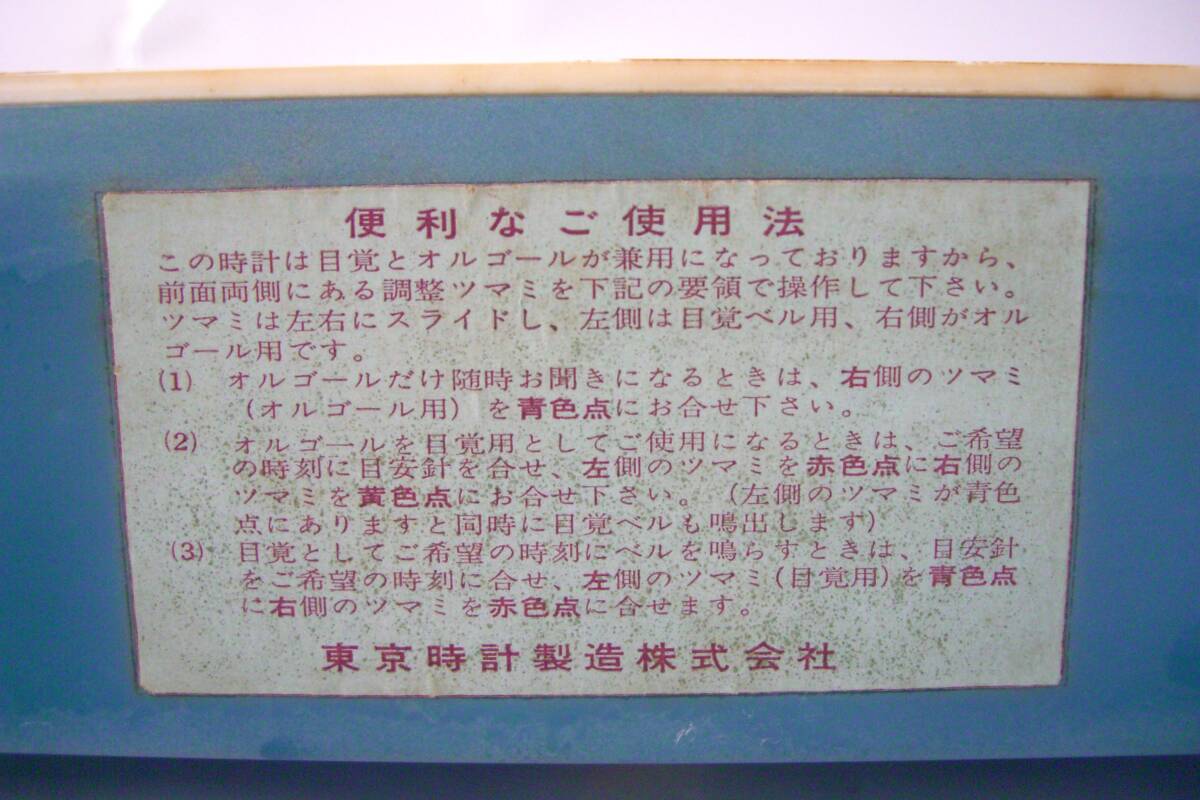 便利なご使用法
この時計は目覚とオルゴールが兼用になっておりますから、
前面両側にある調整ツマミを下記の要領で操作して下さい。
ツマミは左右にスライドし、左側は目覚ベル用、右側がオル
ゴール用です。
(1) オルゴールだけ随時お聞きになるときは、右側のツマミ
(オルゴール用)を青色点にお合せ下さい。
(2) オルゴールを目覚用としてご使用になるときは、ご希望
の時刻に目安針を合せ、左側のツマミを赤色点に右側の
ツマミを黄色点にお合せ下さい。(左側のツマミが青色
点にありますと同時に目覚ベルも鳴出します)
(3) 目覚としてご希望の時刻にベルを鳴らすときは、目安針
をご希望の時刻に合せ、左側のツマミ(目覚用)を青色点
に右側のツマミを赤色点に合せます。
東京時計製造株式会社